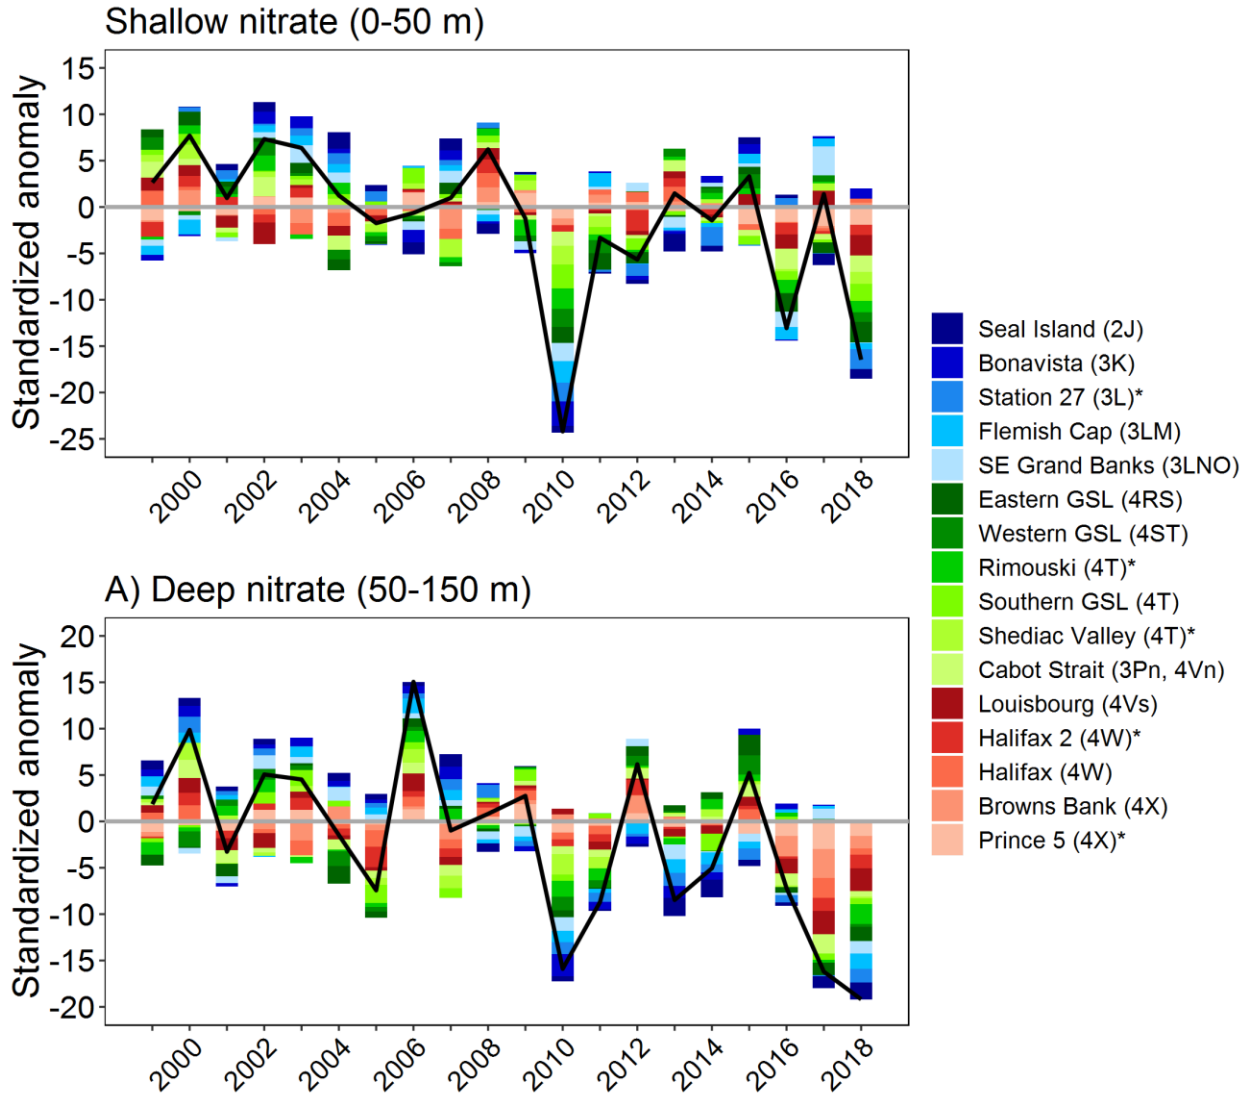 Shallow nitrate (0-50 m)
Standardized anomaly
15
10
5
0
-5
-10
-15
-20
-25
2000
2002
2004
2006
2008
2010
2012
2014
2016
2018
A) Deep nitrate (50-150 m)
Standardized anomaly
20
15
10
5
0
-5
-10
-15
-20
2000
2002
2004
2006
2008
2010
2012
2014
2016
2018
Seal Island (2J)
Bonavista (3K)
Station 27 (3L)*
Flemish Cap (3LM)
SE Grand Banks (3LNO)
Eastern GSL (4RS)
Western GSL (4ST)
Rimouski (4T)*
Southern GSL (4T)
Shediac Valley (4T)*
Cabot Strait (3Pn, 4Vn)
Louisbourg (4Vs)
Halifax 2 (4W)*
Halifax (4W)
Browns Bank (4X)
Prince 5 (4X)*